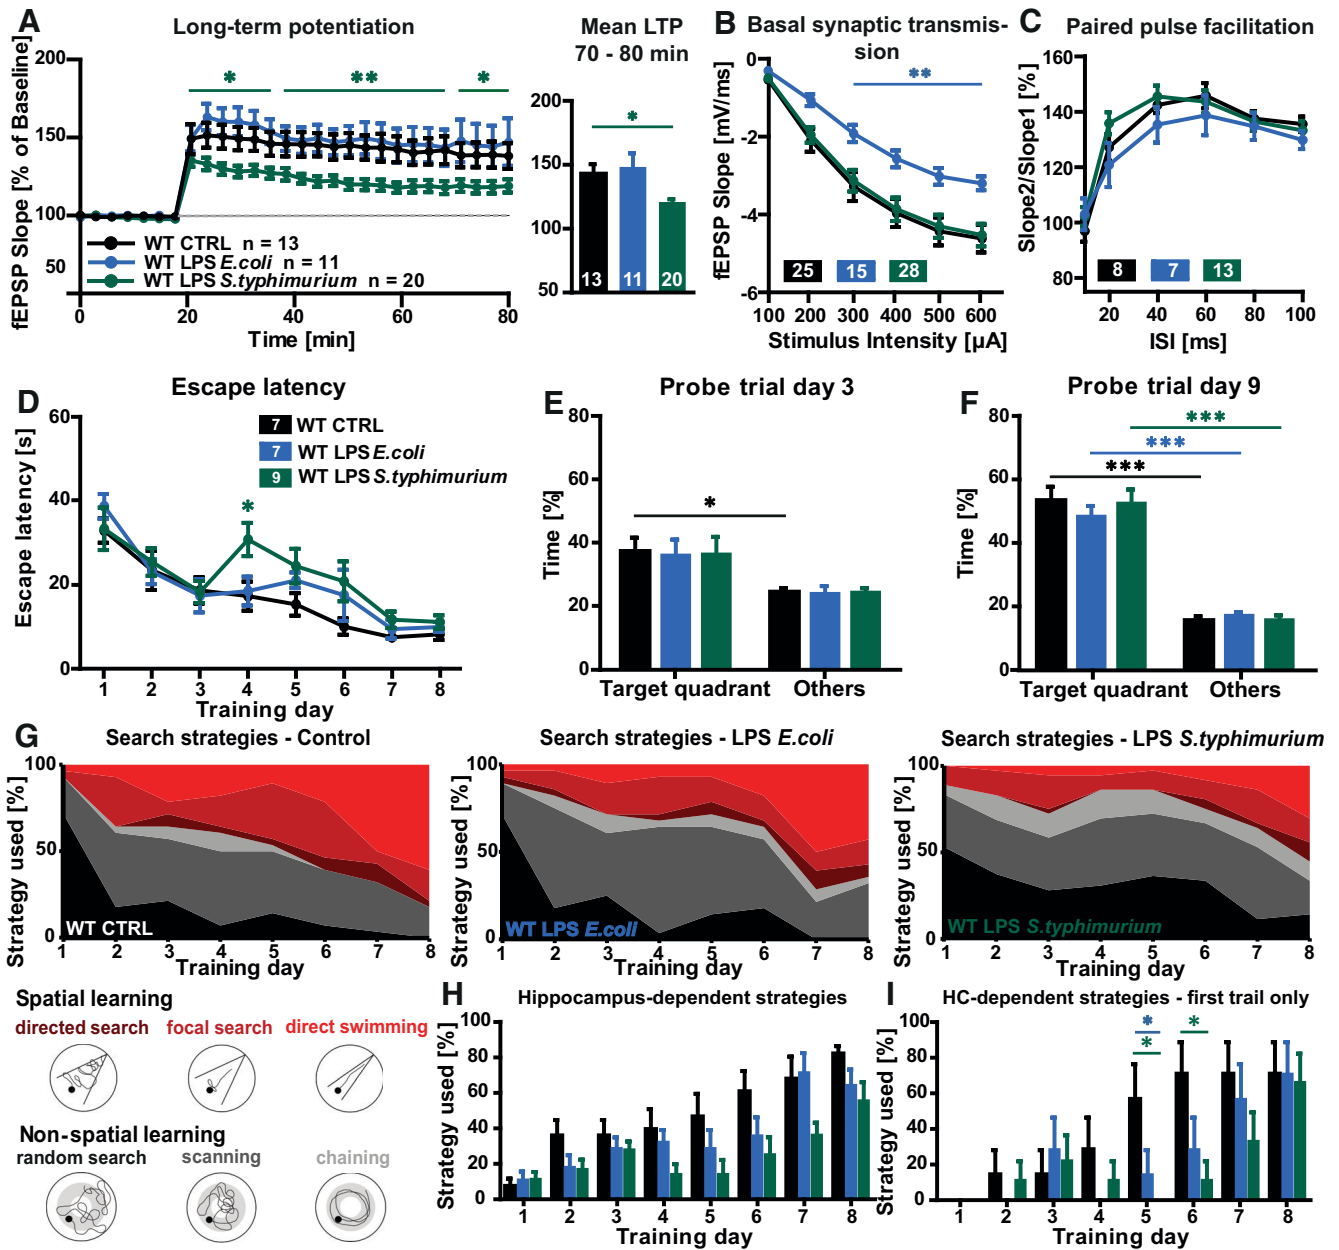 A
Long-term potentiation
fEPSP Slope [% of Baseline]
200
150
100
50
* ** *
WT CTRL n = 13
WT LPS E.coli n = 11
WT LPS S.typhimurium n = 20
0 20 40 60 80
Time [min]
Mean LTP
70 - 80 min
200
150
100
50
*
13 11 20
B
Basal synaptic transmis-
sion
fEPSP Slope [mV/ms]
0
-2
-4
-6
**
25 15 28
100 200 300 400 500 600
Stimulus Intensity [µA]
C
Paired pulse facilitation
Slope2/Slope1 [%]
160
140
120
100
80
8 7 13
20 40 60 80 100
ISI [ms]
D
Escape latency
Escape latency [s]
60
40
20
0
7 WT CTRL
7 WT LPS E.coli
9 WT LPS S.typhimurium
*
1 2 3 4 5 6 7 8
Training day
E
Probe trial day 3
Time [%]
80
60
40
20
0
*
Target quadrant Others
F
Probe trial day 9
Time [%]
80
60
40
20
0
***
***
***
Target quadrant Others
G
Search strategies - Control
Strategy used [%]
100
50
0
WT CTRL
1 2 3 4 5 6 7 8
Training day
Search strategies - LPS E.coli
Strategy used [%]
100
50
0
WT LPS E.coli
1 2 3 4 5 6 7 8
Training day
Search strategies - LPS S.typhimurium
Strategy used [%]
100
50
0
WT LPS S.typhimurium
1 2 3 4 5 6 7 8
Training day
Spatial learning
directed search focal search direct swimming
Non-spatial learning
random search scanning chaining
H
Hippocampus-dependent strategies
Strategy used [%]
100
80
60
40
20
0
1 2 3 4 5 6 7 8
Training day
I
HC-dependent strategies - first trail only
Strategy used [%]
100
80
60
40
20
0
* *
*
1 2 3 4 5 6 7 8
Training day